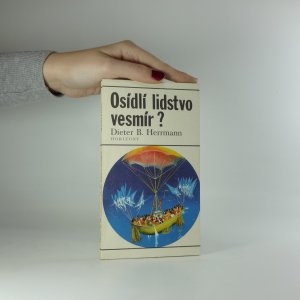 Osídlí lidstvo
vesmír?
Dieter B. Herrmann
HORIZONT